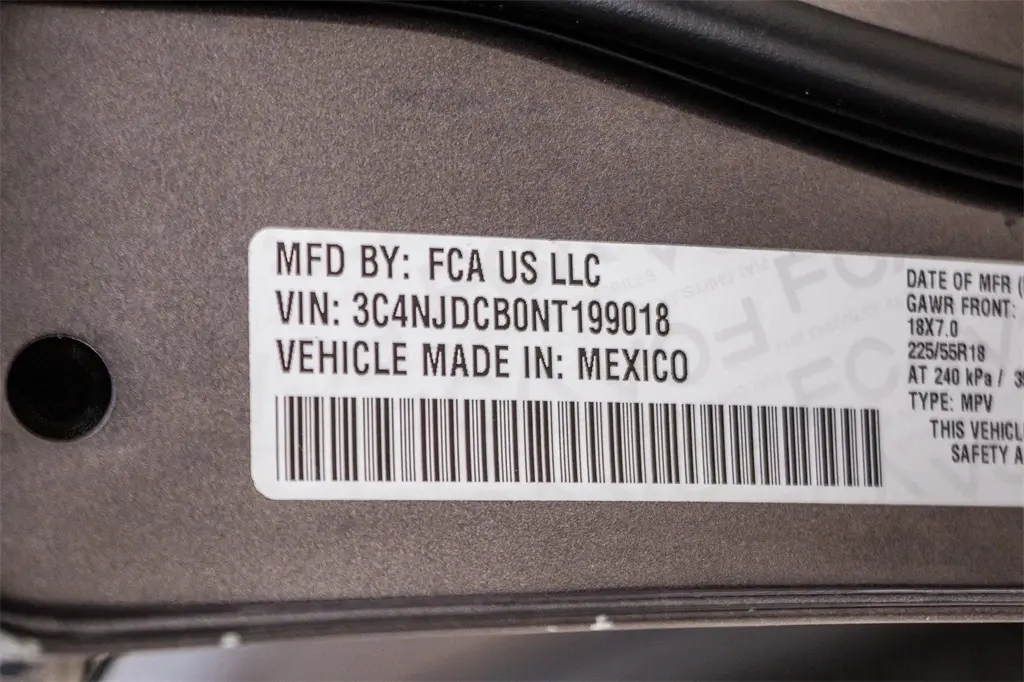 MFD BY: FCA US LLC
VIN: 3C4NJDCB0NT199018
VEHICLE MADE IN: MEXICO
DATE OF MFR (
GAWR FRONT:
18X7.0
225/55R18
AT 240 kPa /
TYPE: MPV
THIS VEHICL
SAFETY A